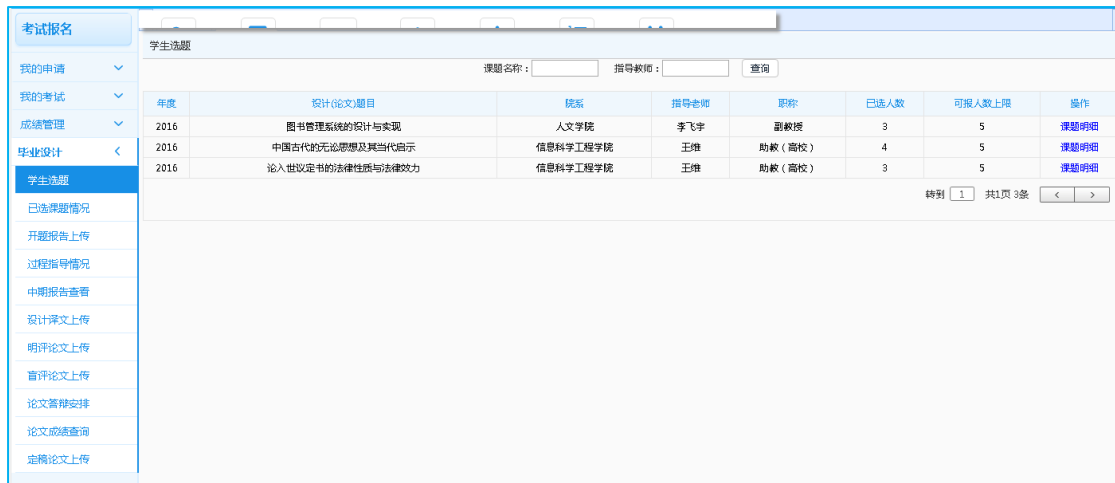 考试报名
学生选题
课题名称： 指导教师： 查询
我的申请
我的考试
成绩管理
毕业设计
学生选题
已选课题情况
开题报告上传
过程指导情况
中期报告查看
设计译文上传
明评论文上传
盲评论文上传
论文答辩安排
论文成绩查询
定稿论文上传
年度 设计(论文)题目 院系 指导老师 职称 已选人数 可报人数上限 操作
2016 图书管理系统的设计与实现 人文学院 李飞宇 副教授 3 5 课题明细
2016 中国古代的无讼思想及其当代启示 信息科学工程学院 王维 助教（高校） 4 5 课题明细
2016 论入世议定书的法律性质与法律效力 信息科学工程学院 王维 助教（高校） 3 5 课题明细
转到 1 共1页 3条 < >